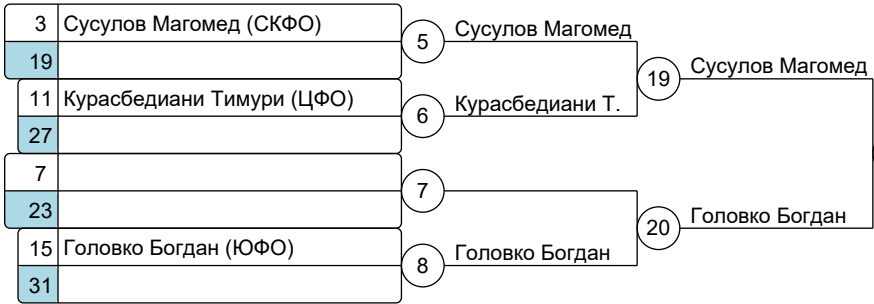 3 Сусулов Магомед (СКФО)
19
11 Курасбедиани Тимури (ЦФО)
27
7
23
15 Головко Богдан (ЮФО)
31
5 Сусулов Магомед
6 Курасбедиани Т.
7
8 Головко Богдан
19 Сусулов Магомед
20 Головко Богдан